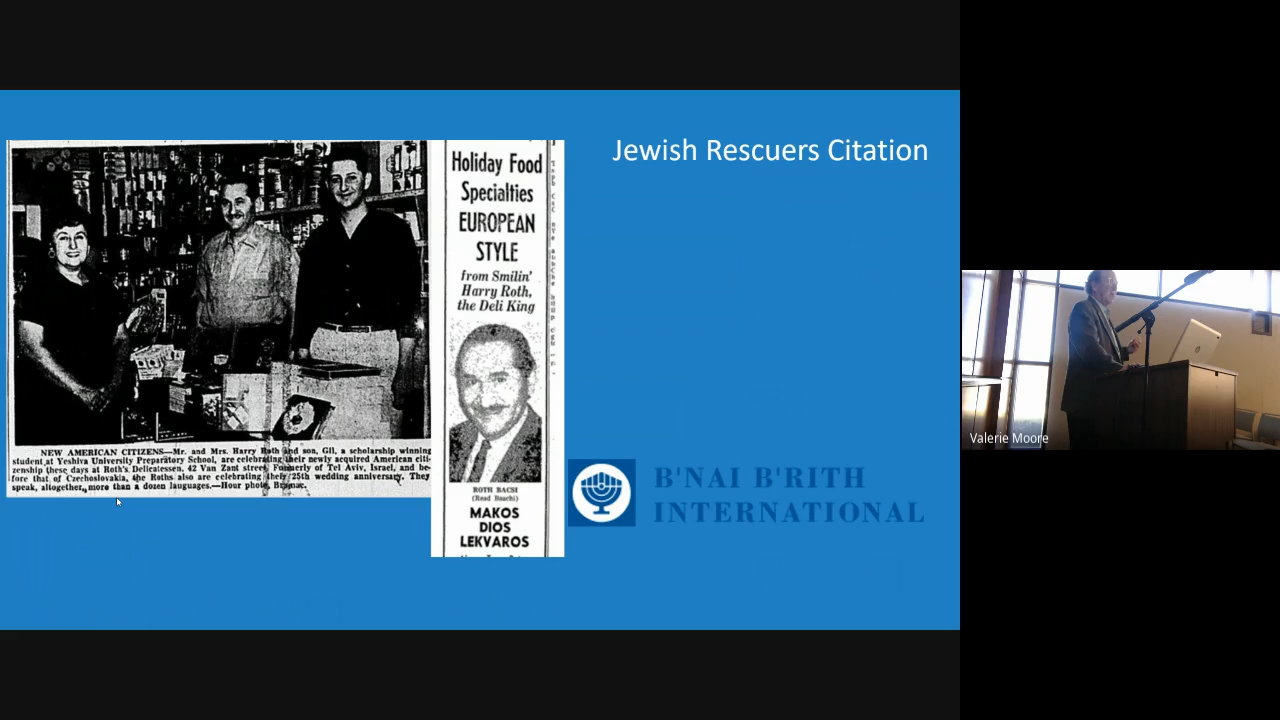 Jewish Rescuers Citation
NEW AMERICAN CITIZENS—Mr. and Mrs. Harry Roth and son, Gil, a scholarship winning
student at Yeshiva University Preparatory School, are celebrating their newly acquired American citi-
zenship these days at Roth's Delicatessen, 42 Van Zant street. Formerly of Tel Aviv, Israel, and be-
fore that of Czechoslovakia, the Roths also are celebrating their 25th wedding anniversary. They
speak, altogether, more than a dozen languages.—Hour photo,
Holiday Food
Specialties
EUROPEAN
STYLE
from Smilin'
Harry Roth,
the Deli King
ROTH BACSI
(Read Baachi)
MAKOS
DIOS
LEKVAROS
B'NAI B'RITH
INTERNATIONAL
Valerie Moore